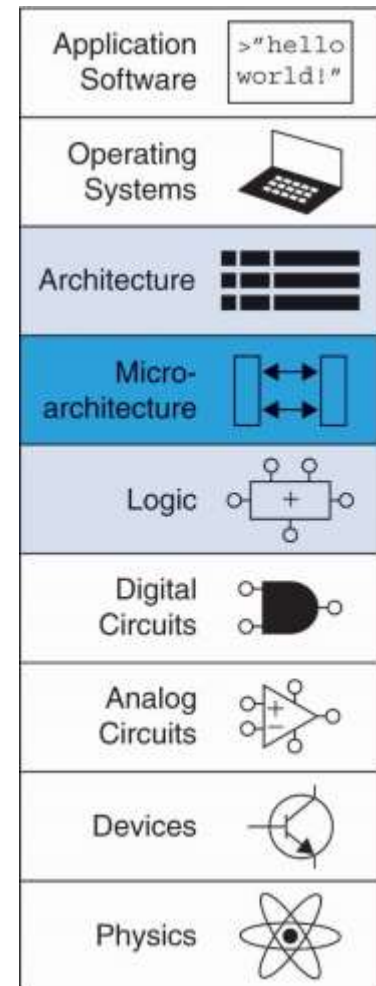 Application
Software
>"hello
world!"
Operating
Systems
Architecture
Micro-
architecture
Logic
+
Digital
Circuits
Analog
Circuits
+
−
Devices
Physics